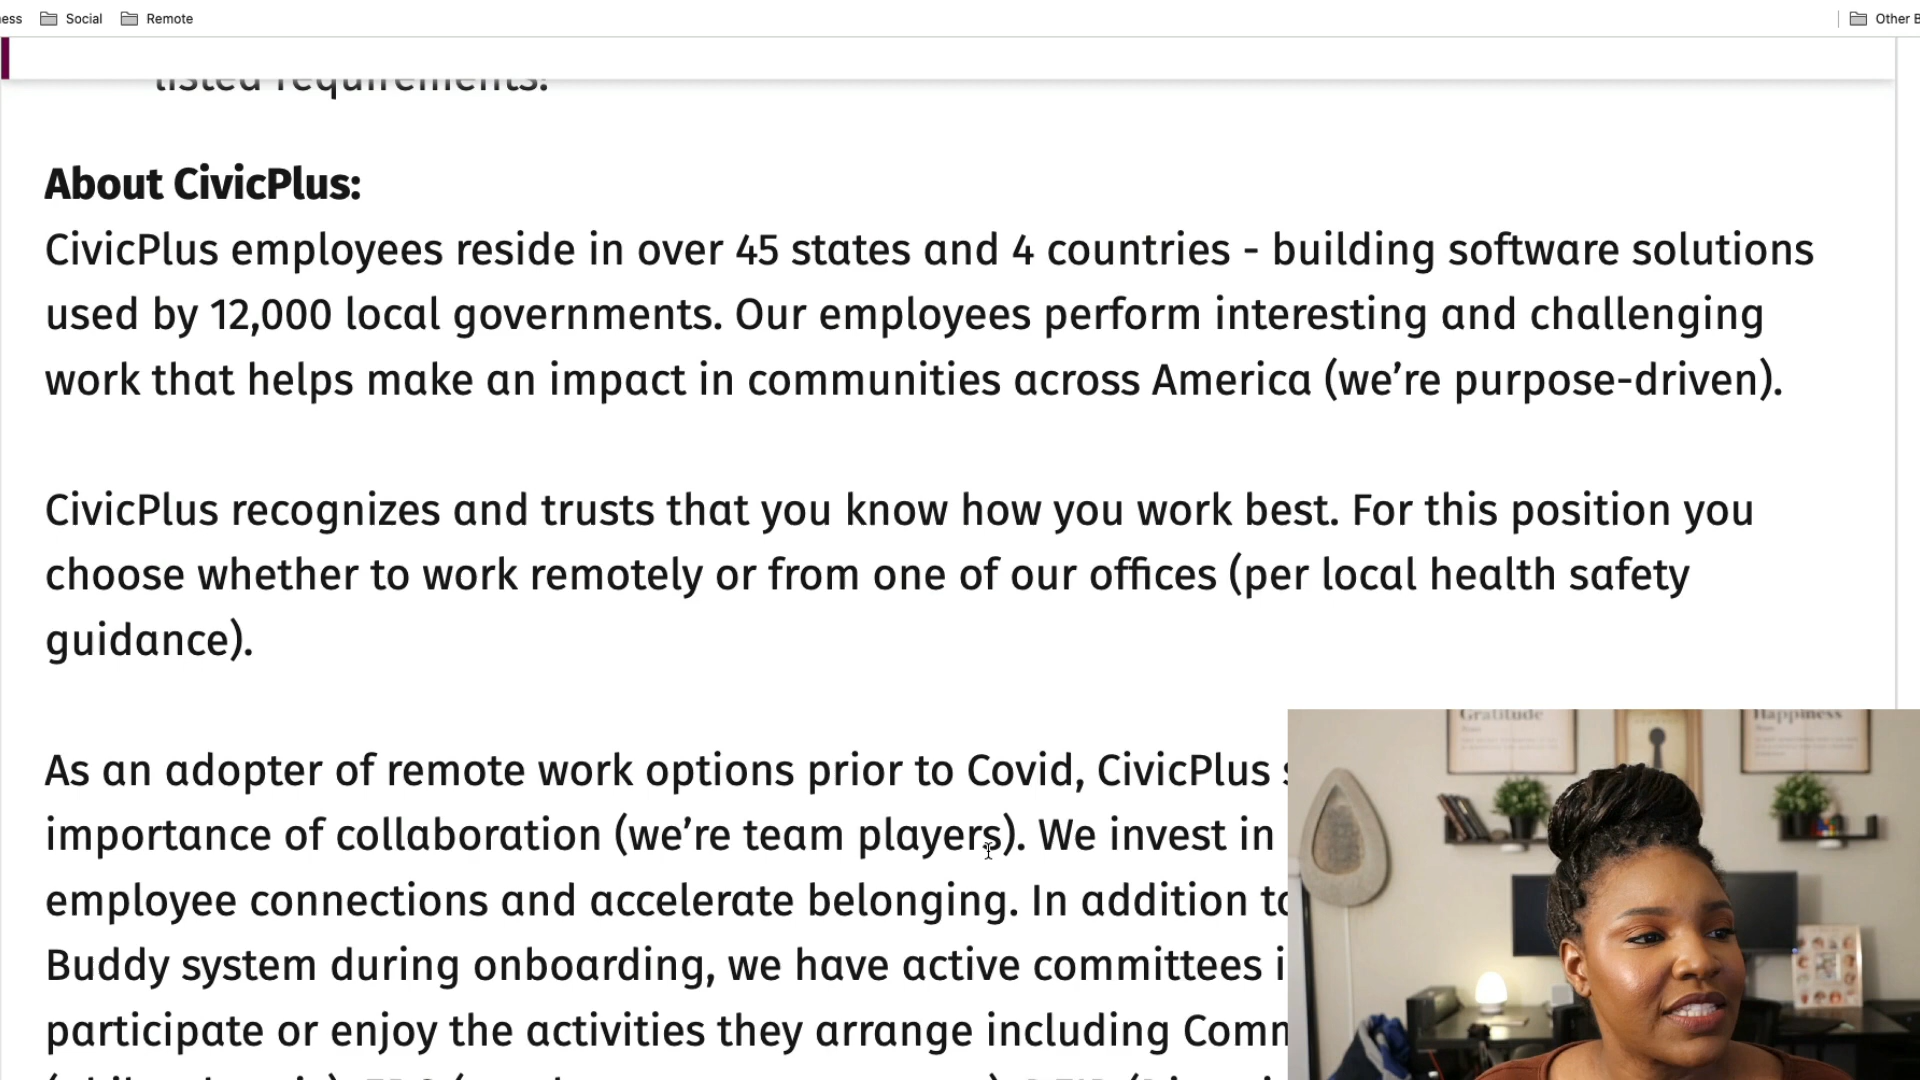 ess Social Remote Other B
listed requirements.
About CivicPlus:
CivicPlus employees reside in over 45 states and 4 countries - building software solutions
used by 12,000 local governments. Our employees perform interesting and challenging
work that helps make an impact in communities across America (we’re purpose-driven).
CivicPlus recognizes and trusts that you know how you work best. For this position you
choose whether to work remotely or from one of our offices (per local health safety
guidance).
As an adopter of remote work options prior to Covid, CivicPlus
importance of collaboration (we’re team players). We invest in
employee connections and accelerate belonging. In addition to
Buddy system during onboarding, we have active committees
participate or enjoy the activities they arrange including Comm
Gratitude
Happiness